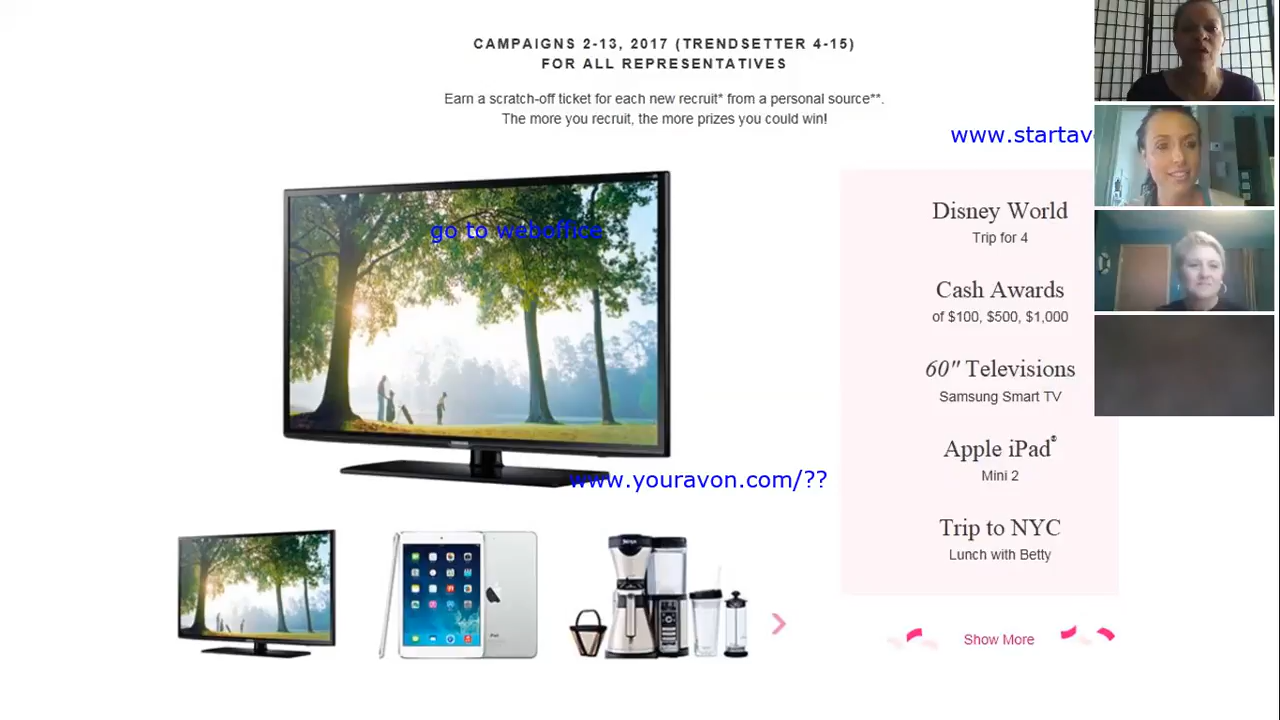 CAMPAIGNS 2-13, 2017 (TRENDSETTER 4-15)
FOR ALL REPRESENTATIVES
Earn a scratch-off ticket for each new recruit* from a personal source**.
The more you recruit, the more prizes you could win!
www.startav
go to weboffice
www.youravon.com/??
Disney World
Trip for 4
Cash Awards
of $100, $500, $1,000
60" Televisions
Samsung Smart TV
Apple iPad®
Mini 2
Trip to NYC
Lunch with Betty
Show More